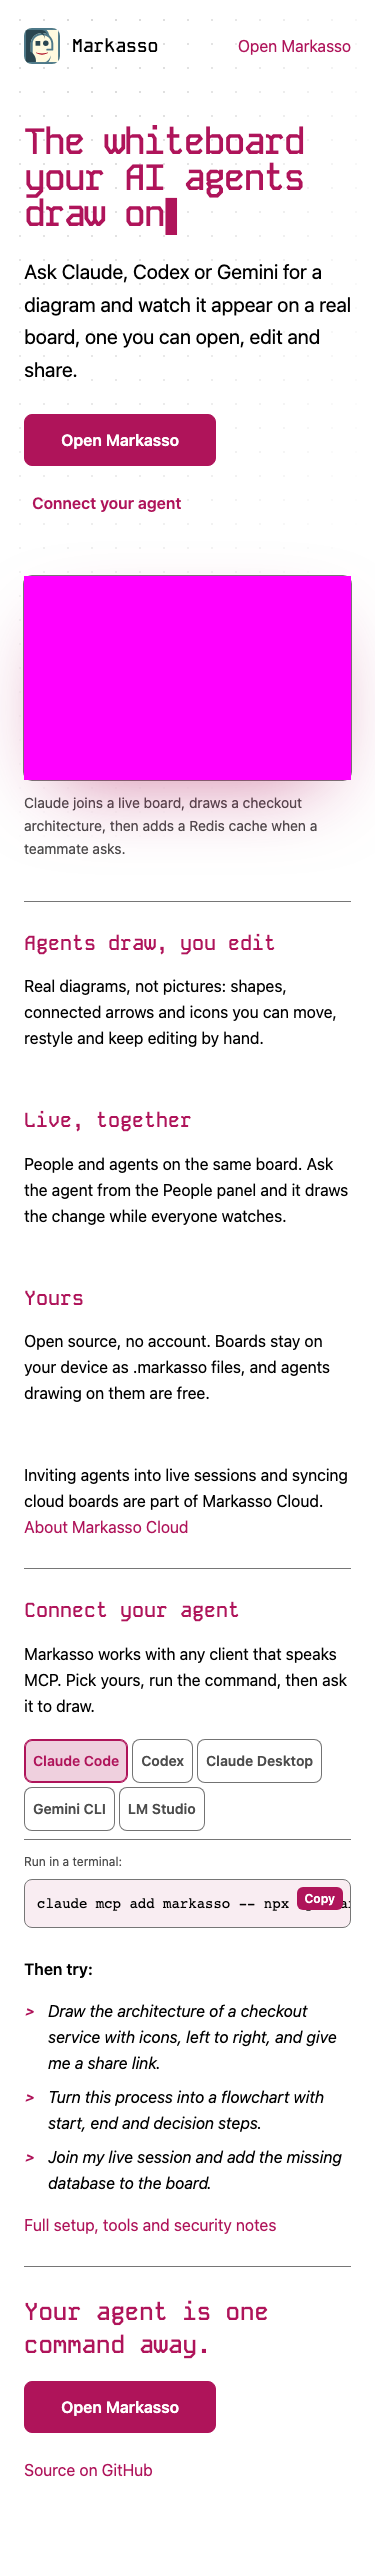 Markasso
Open Markasso
The whiteboard
your AI agents
draw on
Ask Claude, Codex or Gemini for a
diagram and watch it appear on a real
board, one you can open, edit and
share.
Open Markasso
Connect your agent
Claude joins a live board, draws a checkout
architecture, then adds a Redis cache when a
teammate asks.
Agents draw, you edit
Real diagrams, not pictures: shapes,
connected arrows and icons you can move,
restyle and keep editing by hand.
Live, together
People and agents on the same board. Ask
the agent from the People panel and it draws
the change while everyone watches.
Yours
Open source, no account. Boards stay on
your device as .markasso files, and agents
drawing on them are free.
Inviting agents into live sessions and syncing
cloud boards are part of Markasso Cloud.
About Markasso Cloud
Connect your agent
Markasso works with any client that speaks
MCP. Pick yours, run the command, then ask
it to draw.
Claude Code Codex Claude Desktop
Gemini CLI LM Studio
Run in a terminal:
claude mcp add markasso -- npx
Copy
Then try:
> Draw the architecture of a checkout
service with icons, left to right, and give
me a share link.
> Turn this process into a flowchart with
start, end and decision steps.
> Join my live session and add the missing
database to the board.
Full setup, tools and security notes
Your agent is one
command away.
Open Markasso
Source on GitHub